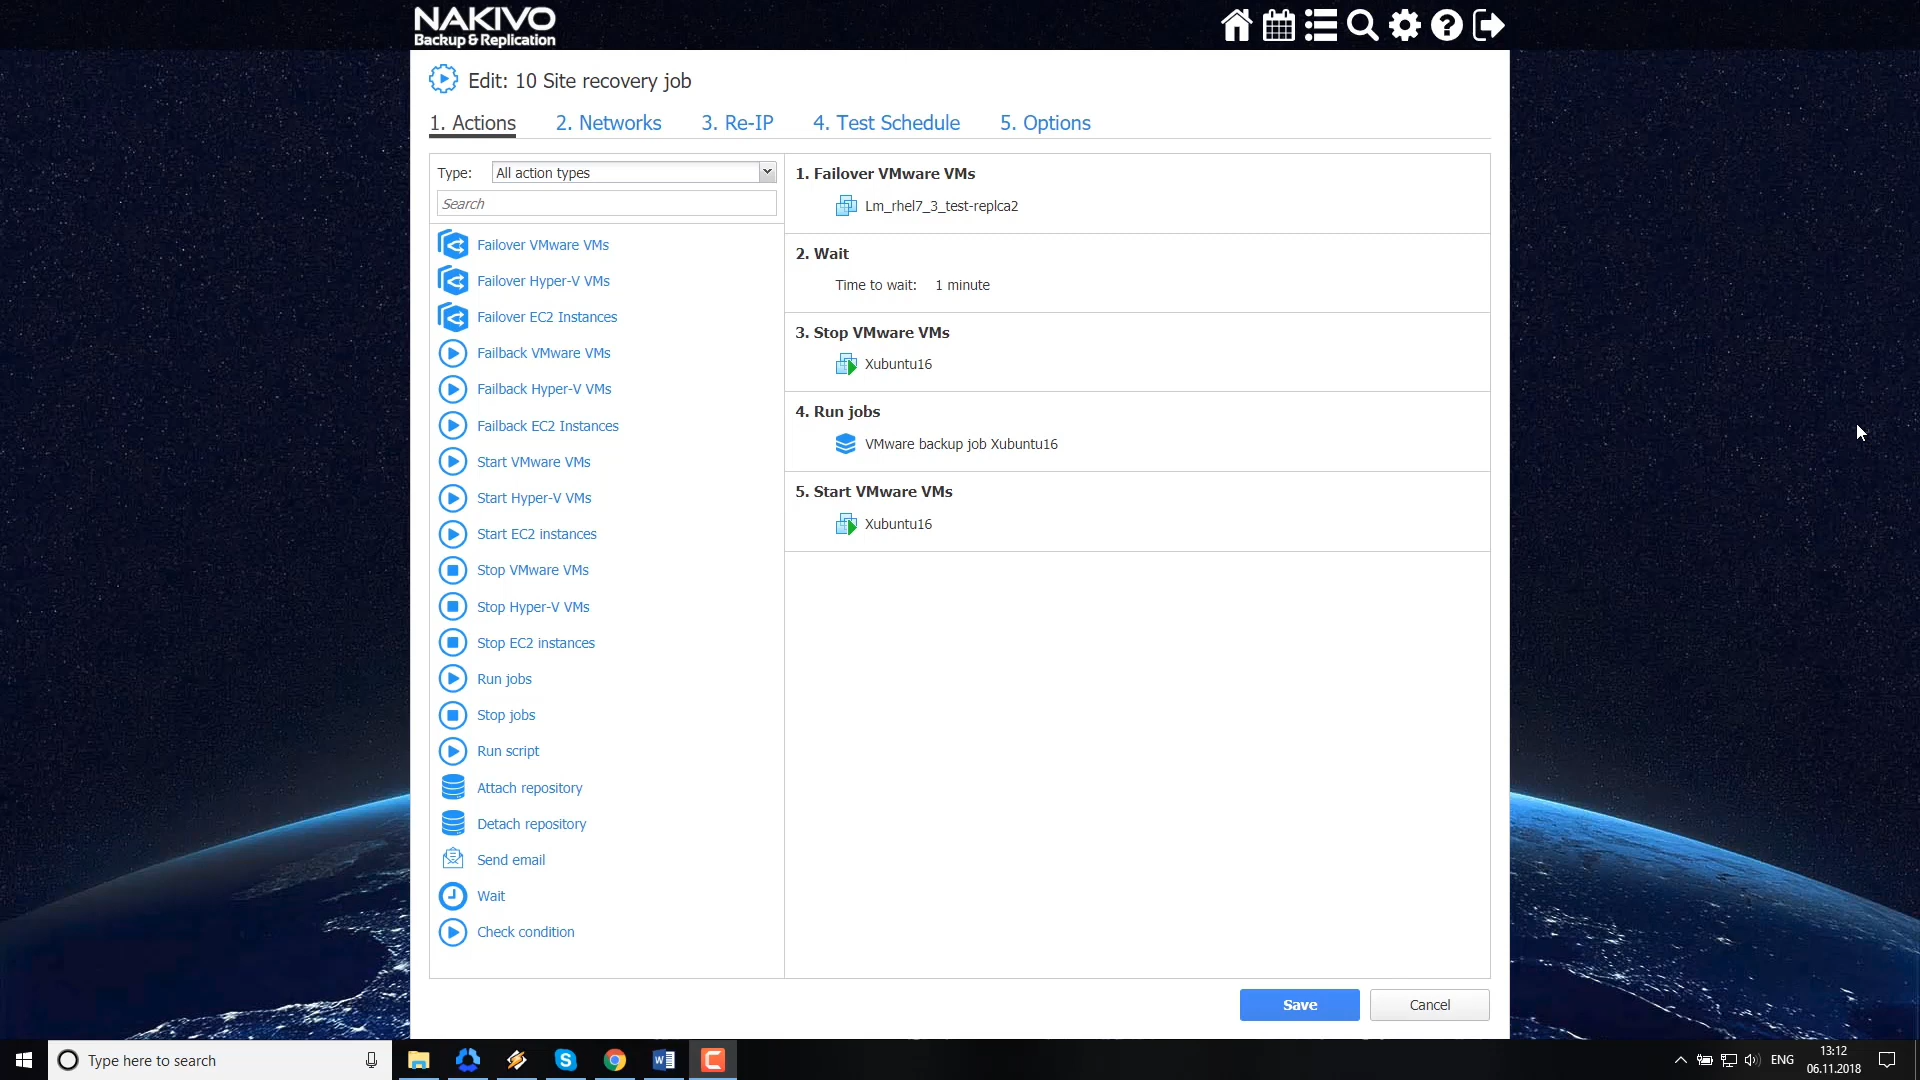 NAKIVO
Backup & Replication
Edit: 10 Site recovery job
1. Actions
2. Networks
3. Re-IP
4. Test Schedule
5. Options
Type:
All action types
Search
Failover VMware VMs
Failover Hyper-V VMs
Failover EC2 Instances
Failback VMware VMs
Failback Hyper-V VMs
Failback EC2 Instances
Start VMware VMs
Start Hyper-V VMs
Start EC2 instances
Stop VMware VMs
Stop Hyper-V VMs
Stop EC2 instances
Run jobs
Stop jobs
Run script
Attach repository
Detach repository
Send email
Wait
Check condition
1. Failover VMware VMs
Lm_rhel7_3_test-replca2
2. Wait
Time to wait: 1 minute
3. Stop VMware VMs
Xubuntu16
4. Run jobs
VMware backup job Xubuntu16
5. Start VMware VMs
Xubuntu16
Save
Cancel
Type here to search
ENG
13:12
06.11.2018